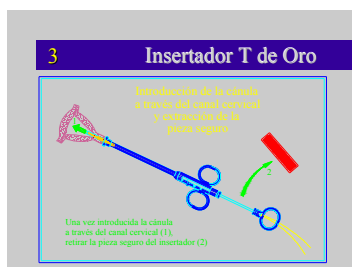 3 Insertador T de Oro
Introducción de la cánula
a través del canal cervical
y extracción de la
pieza seguro
1
2
Una vez introducida la cánula
a través del canal cervical (1),
retirar la pieza seguro del insertador (2)